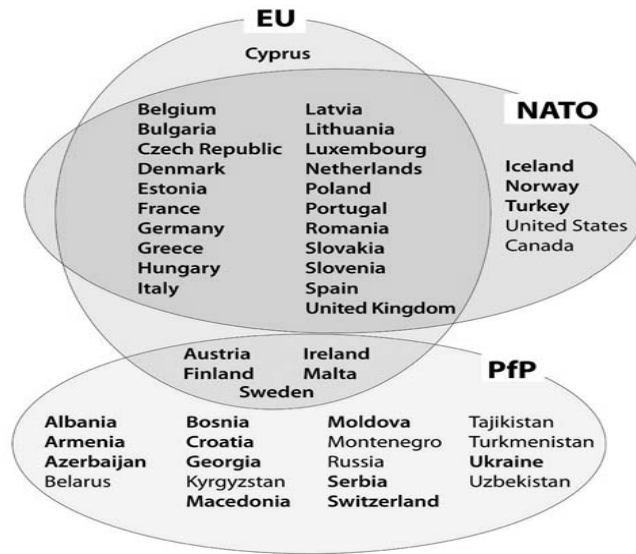 EU
Cyprus
NATO
Belgium
Bulgaria
Czech Republic
Denmark
Estonia
France
Germany
Greece
Hungary
Italy
Latvia
Lithuania
Luxembourg
Netherlands
Poland
Portugal
Romania
Slovakia
Slovenia
Spain
United Kingdom
Iceland
Norway
Turkey
United States
Canada
Austria
Finland
Ireland
Malta
Sweden
PfP
Albania
Armenia
Azerbaijan
Belarus
Bosnia
Croatia
Georgia
Kyrgyzstan
Macedonia
Moldova
Montenegro
Russia
Serbia
Switzerland
Tajikistan
Turkmenistan
Ukraine
Uzbekistan